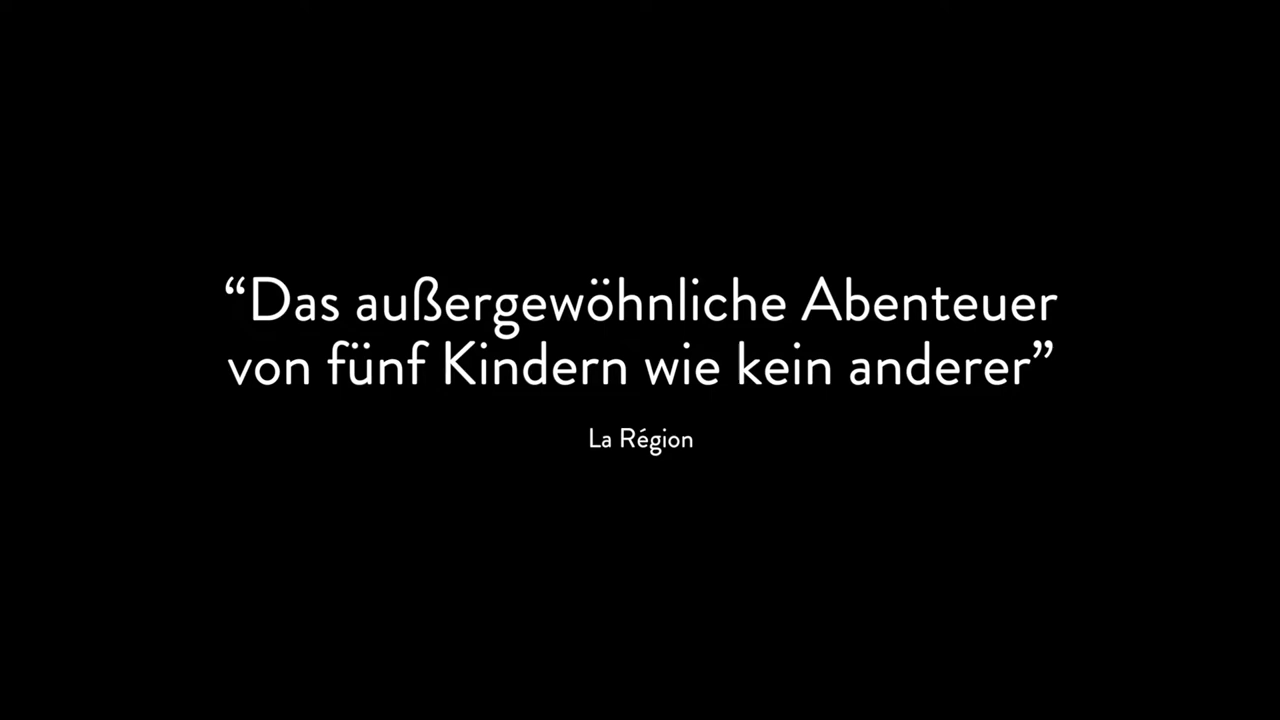 “Das außergewöhnliche Abenteuer
von fünf Kindern wie kein anderer”
La Région